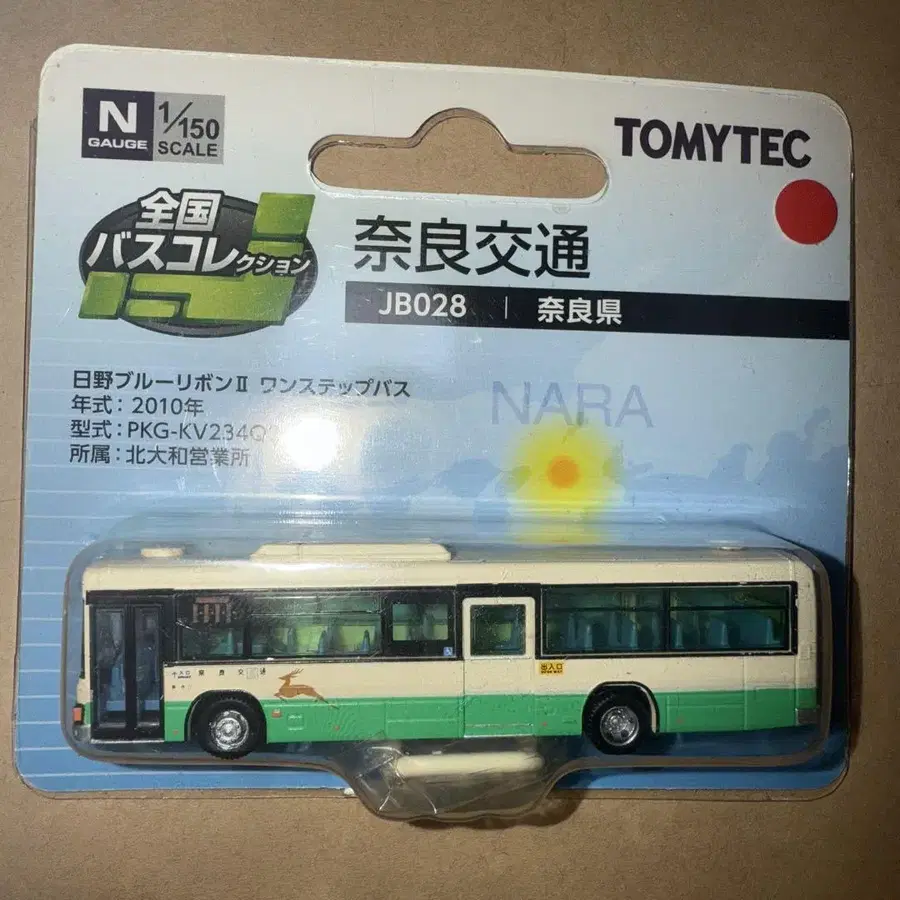 N
GAUGE
1/150
SCALE
TOMYTEC
全国
バスコレクション
奈良交通
JB028 | 奈良県
日野ブルーリボンⅡ ワンステップバス
年式：2010年
型式：PKG-KV234Q
所属：北大和営業所
NARA
出入口
奈良交通
出入口